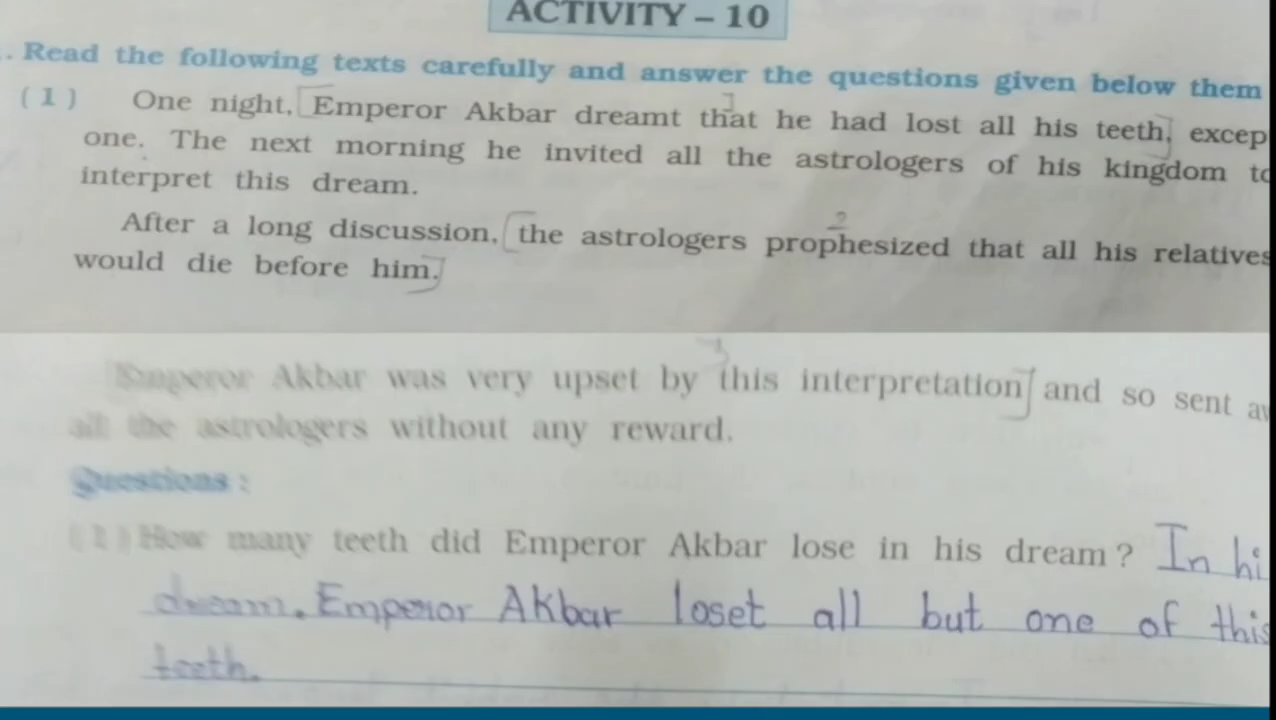 ACTIVITY – 10
. Read the following texts carefully and answer the questions given below them
(1) One night, Emperor Akbar dreamt that he had lost all his teeth, excep
one. The next morning he invited all the astrologers of his kingdom to
interpret this dream.
After a long discussion, the astrologers prophesized that all his relatives
would die before him.
Emperor Akbar was very upset by this interpretation and so sent aw
all the astrologers without any reward.
Questions :
(1) How many teeth did Emperor Akbar lose in his dream ? In hi
dream. Emperor Akbar loset all but one of this
teeth.